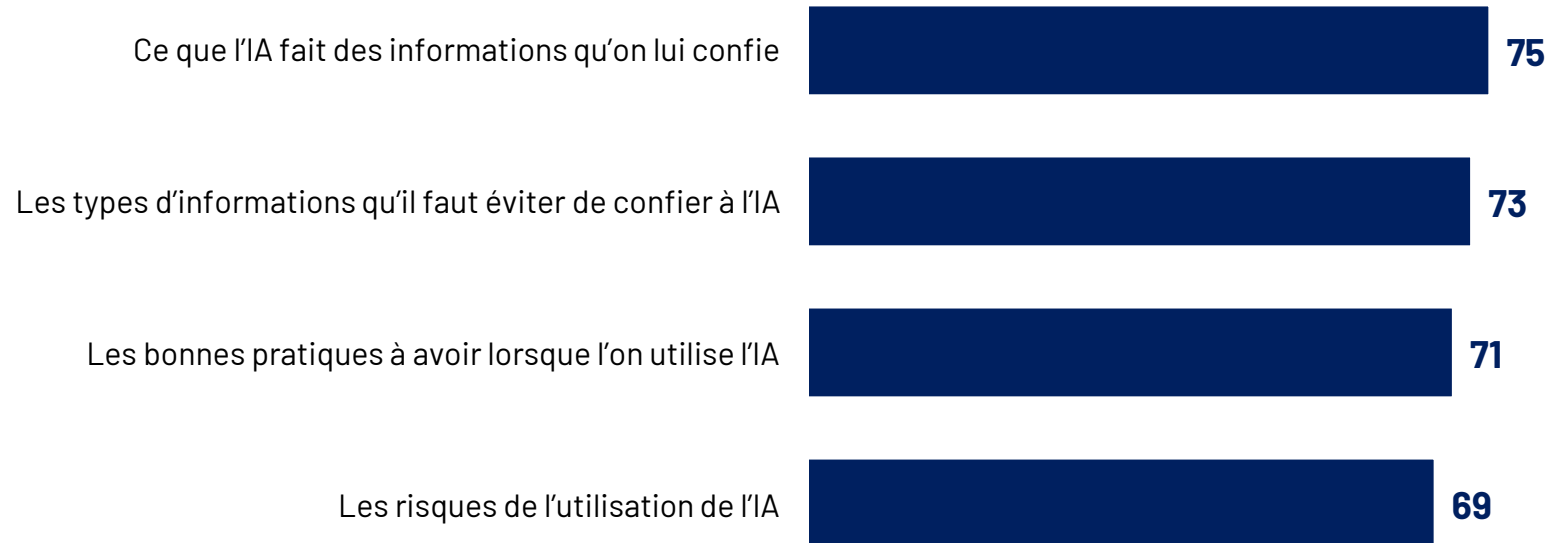 Ce que l’IA fait des informations qu’on lui confie 75
Les types d’informations qu’il faut éviter de confier à l’IA 73
Les bonnes pratiques à avoir lorsque l’on utilise l’IA 71
Les risques de l’utilisation de l’IA 69